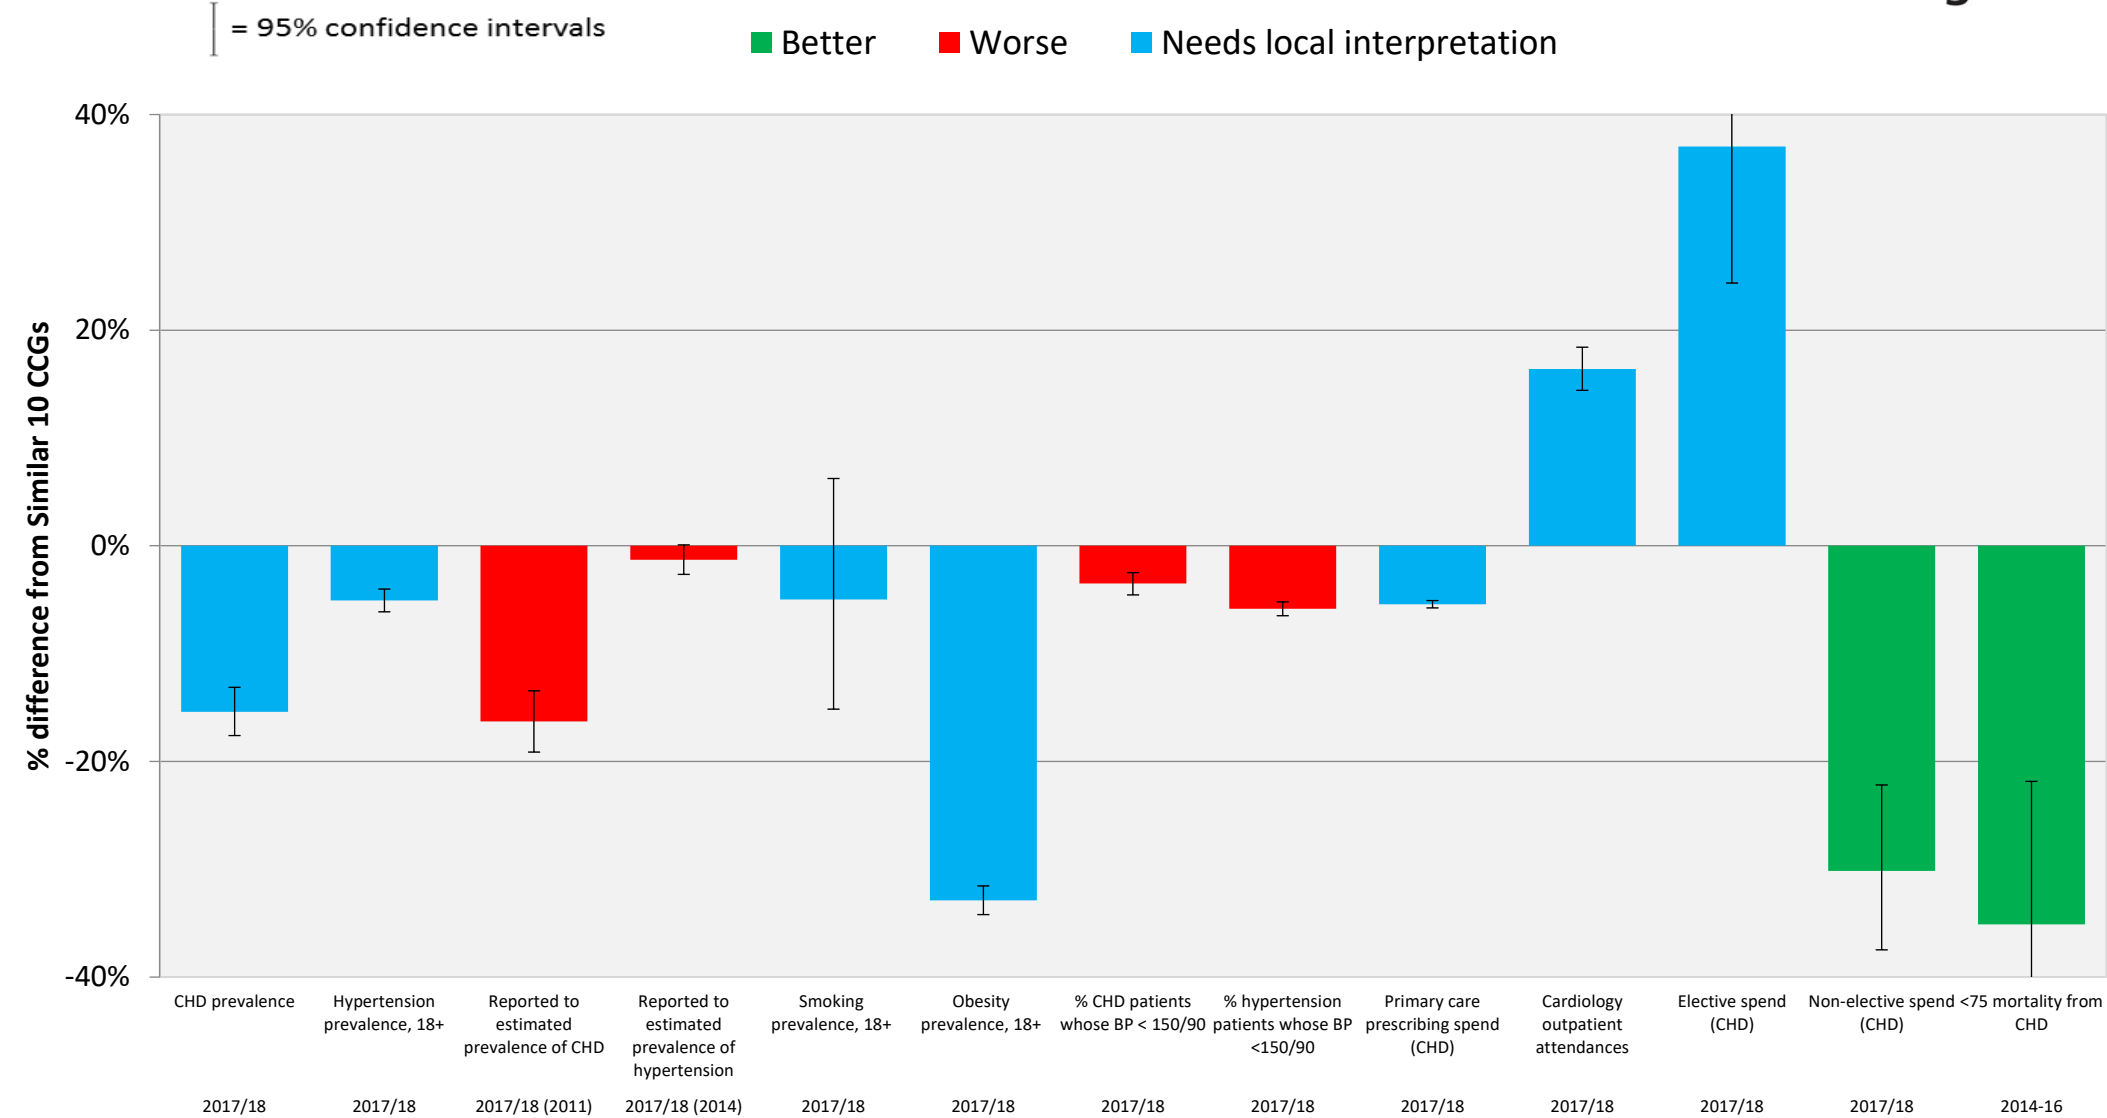 = 95% confidence intervals
Better
Worse
Needs local interpretation
% difference from Similar 10 CCGs
40%
20%
0%
-20%
-40%
CHD prevalence
2017/18
Hypertension
prevalence, 18+
2017/18
Reported to
estimated
prevalence of CHD
2017/18 (2011)
Reported to
estimated
prevalence of
hypertension
2017/18 (2014)
Smoking
prevalence, 18+
2017/18
Obesity
prevalence, 18+
2017/18
% CHD patients
whose BP < 150/90
2017/18
% hypertension
patients whose BP
<150/90
2017/18
Primary care
prescribing spend
(CHD)
2017/18
Cardiology
outpatient
attendances
2017/18
Elective spend
(CHD)
2017/18
Non-elective spend
(CHD)
2017/18
<75 mortality from
CHD
2014-16